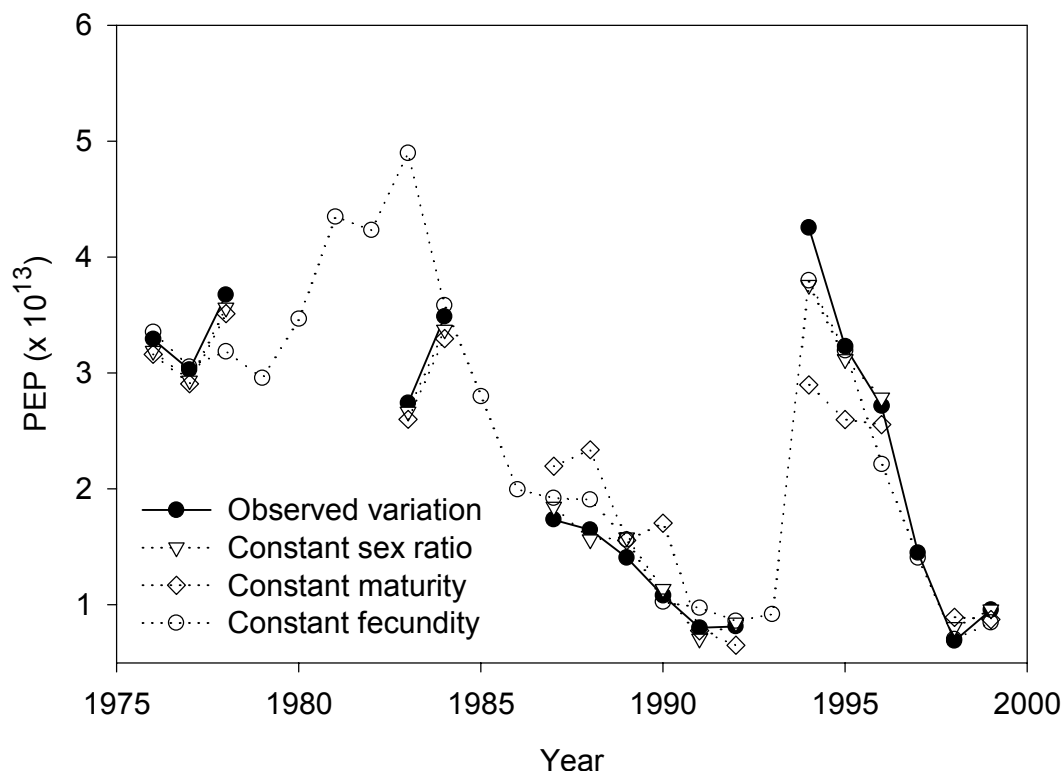 6
5
4
3
2
1
PEP (x 10^13)
Observed variation
Constant sex ratio
Constant maturity
Constant fecundity
1975 1980 1985 1990 1995 2000
Year